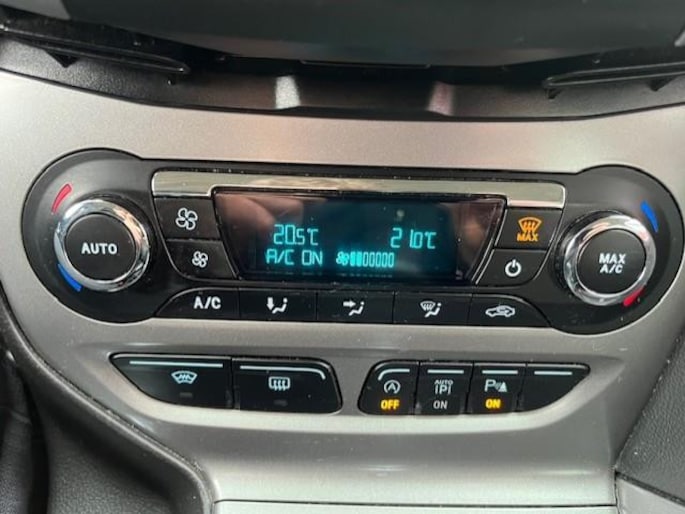 20.5°C 21.0°C
A/C ON
MAX
AUTO
MAX
A/C
A/C
OFF
AUTO
P
ON
P
ON